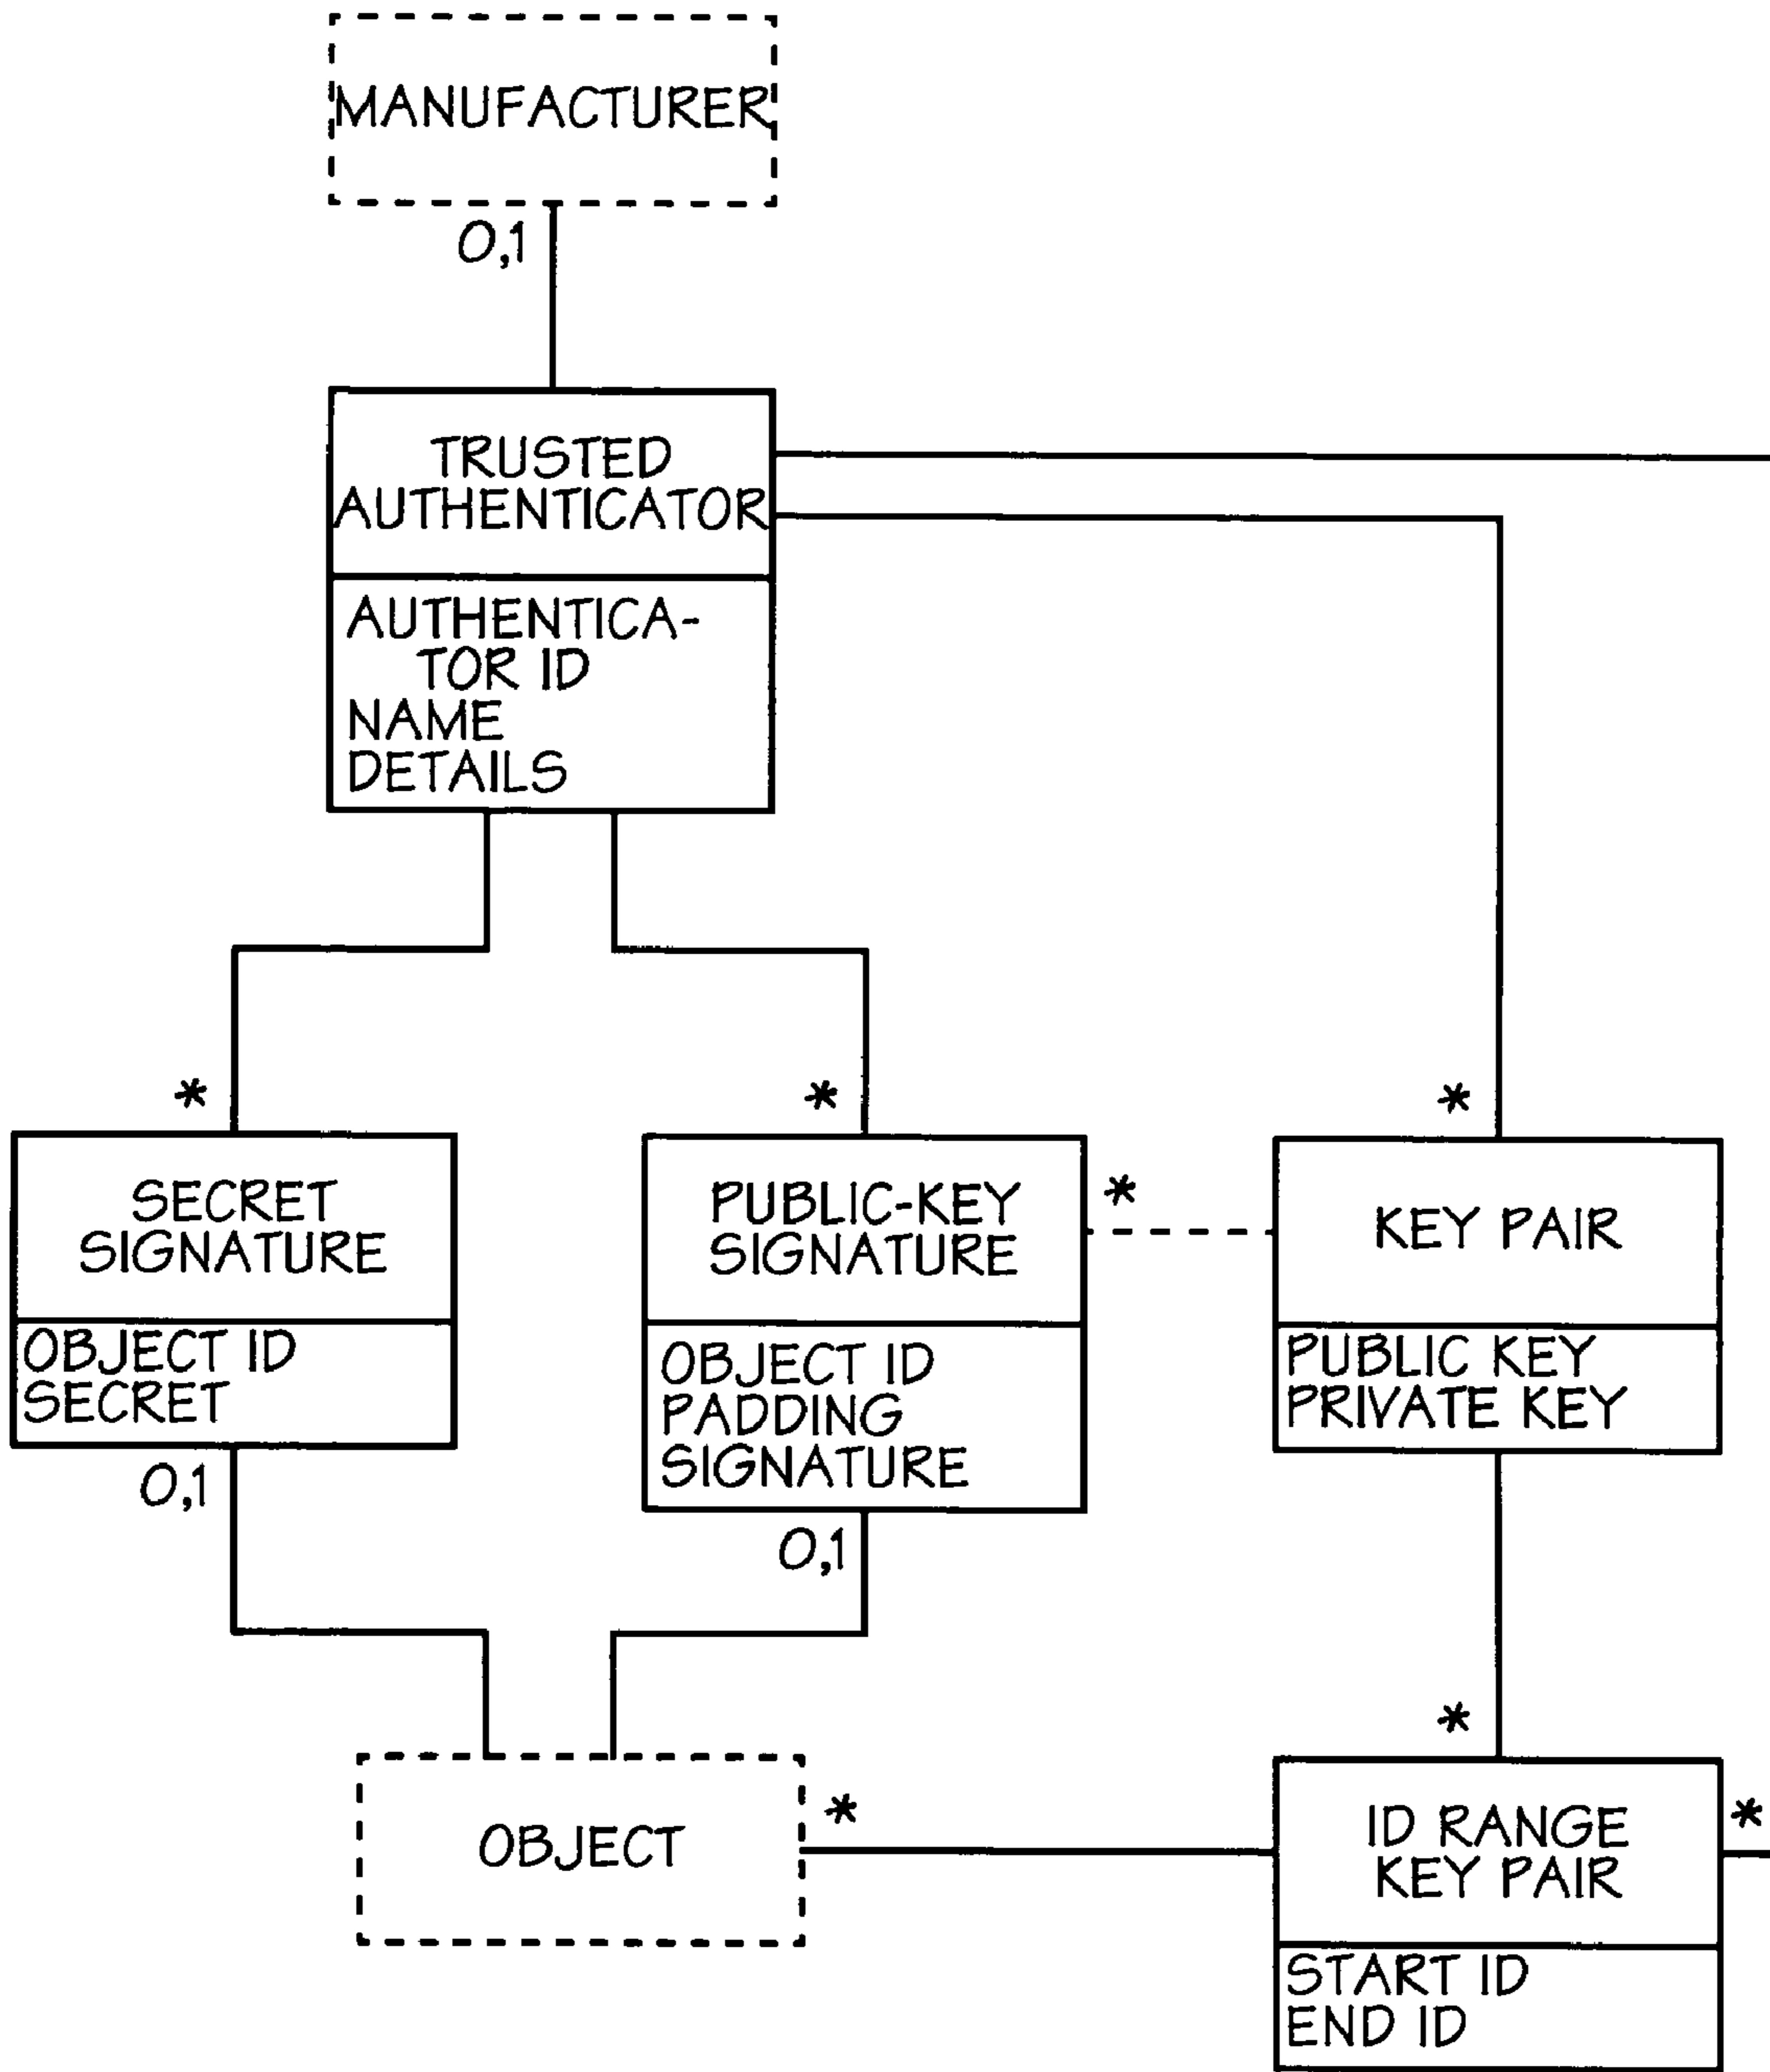 MANUFACTURER
0,1
TRUSTED
AUTHENTICATOR
AUTHENTICA-
TOR ID
NAME
DETAILS
*
*
*
SECRET
SIGNATURE
OBJECT ID
SECRET
0,1
PUBLIC-KEY
SIGNATURE
*
OBJECT ID
PADDING
SIGNATURE
0,1
KEY PAIR
PUBLIC KEY
PRIVATE KEY
*
OBJECT
*
ID RANGE
KEY PAIR
*
START ID
END ID